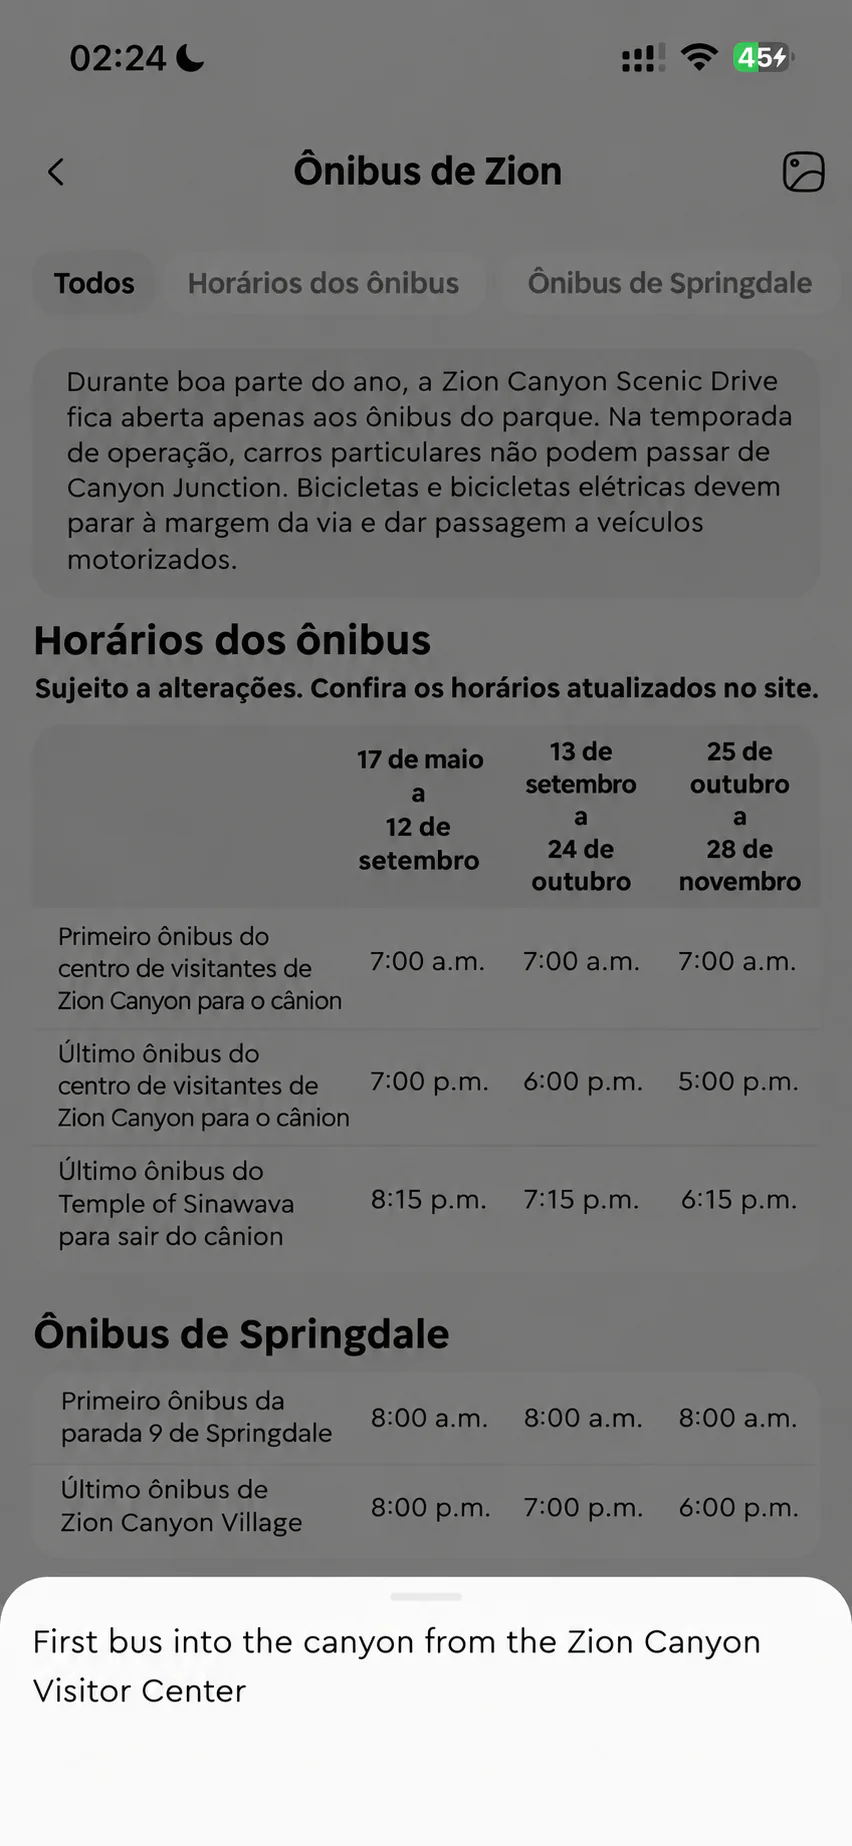 02:24
45
Ônibus de Zion
Todos
Horários dos ônibus
Ônibus de Springdale
Durante boa parte do ano, a Zion Canyon Scenic Drive
fica aberta apenas aos ônibus do parque. Na temporada
de operação, carros particulares não podem passar de
Canyon Junction. Bicicletas e bicicletas elétricas devem
parar à margem da via e dar passagem a veículos
motorizados.
Horários dos ônibus
Sujeito a alterações. Confira os horários atualizados no site.
17 de maio
a
12 de
setembro
13 de
setembro
a
24 de
outubro
25 de
outubro
a
28 de
novembro
Primeiro ônibus do
centro de visitantes de
Zion Canyon para o cânion
7:00 a.m.
7:00 a.m.
7:00 a.m.
Último ônibus do
centro de visitantes de
Zion Canyon para o cânion
7:00 p.m.
6:00 p.m.
5:00 p.m.
Último ônibus do
Temple of Sinawava
para sair do cânion
8:15 p.m.
7:15 p.m.
6:15 p.m.
Ônibus de Springdale
Primeiro ônibus da
parada 9 de Springdale
8:00 a.m.
8:00 a.m.
8:00 a.m.
Último ônibus de
Zion Canyon Village
8:00 p.m.
7:00 p.m.
6:00 p.m.
First bus into the canyon from the Zion Canyon
Visitor Center